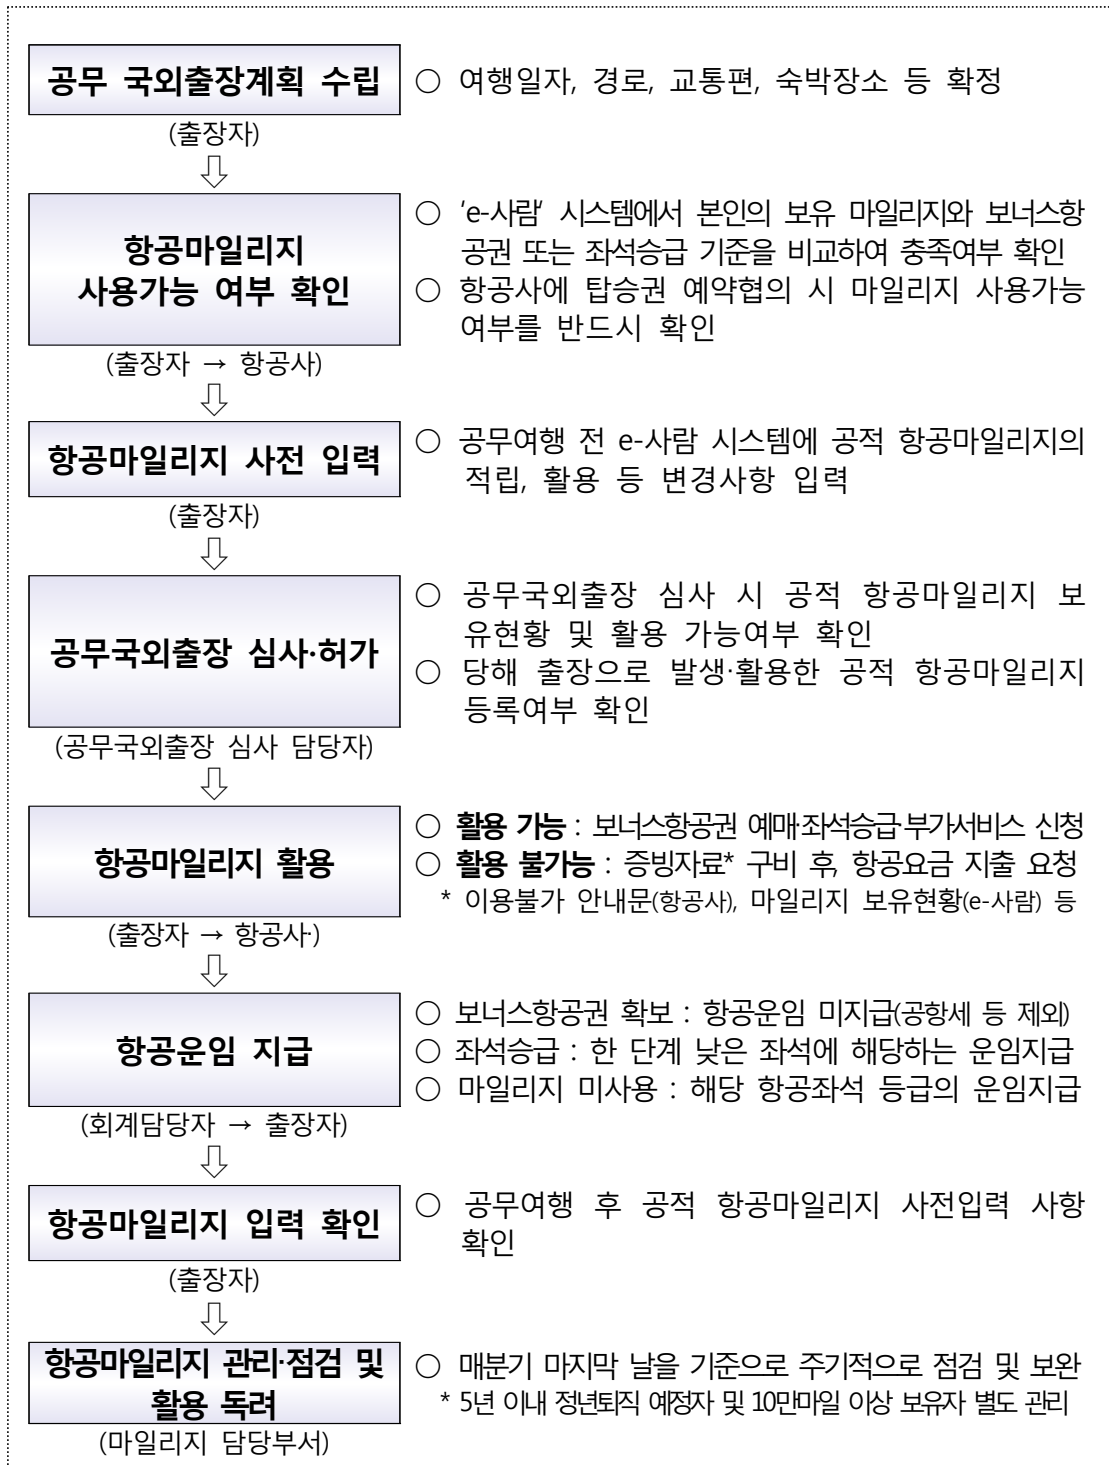 공무 국외출장계획 수립
○ 여행일자, 경로, 교통편, 숙박장소 등 확정
(출장자)
항공마일리지
사용가능 여부 확인
○ 'e-사람' 시스템에서 본인의 보유 마일리지와 보너스항
공권 또는 좌석승급 기준을 비교하여 충족여부 확인
○ 항공사에 탑승권 예약협의 시 마일리지 사용가능
여부를 반드시 확인
(출장자 → 항공사)
항공마일리지 사전 입력
○ 공무여행 전 e-사람 시스템에 공적 항공마일리지의
적립, 활용 등 변경사항 입력
(출장자)
공무국외출장 심사·허가
○ 공무국외출장 심사 시 공적 항공마일리지 보
유현황 및 활용 가능여부 확인
○ 당해 출장으로 발생·활용한 공적 항공마일리지
등록여부 확인
(공무국외출장 심사 담당자)
항공마일리지 활용
○ 활용 가능 : 보너스항공권 예매·좌석승급·부가서비스 신청
○ 활용 불가능 : 증빙자료* 구비 후, 항공요금 지출 요청
* 이용불가 안내문(항공사), 마일리지 보유현황(e-사람) 등
(출장자 → 항공사·)
항공운임 지급
○ 보너스항공권 확보 : 항공운임 미지급(공항세 등 제외)
○ 좌석승급 : 한 단계 낮은 좌석에 해당하는 운임지급
○ 마일리지 미사용 : 해당 항공좌석 등급의 운임지급
(회계담당자 → 출장자)
항공마일리지 입력 확인
○ 공무여행 후 공적 항공마일리지 사전입력 사항
확인
(출장자)
항공마일리지 관리·점검 및
활용 독려
○ 매분기 마지막 날을 기준으로 주기적으로 점검 및 보완
* 5년 이내 정년퇴직 예정자 및 10만마일 이상 보유자 별도 관리
(마일리지 담당부서)